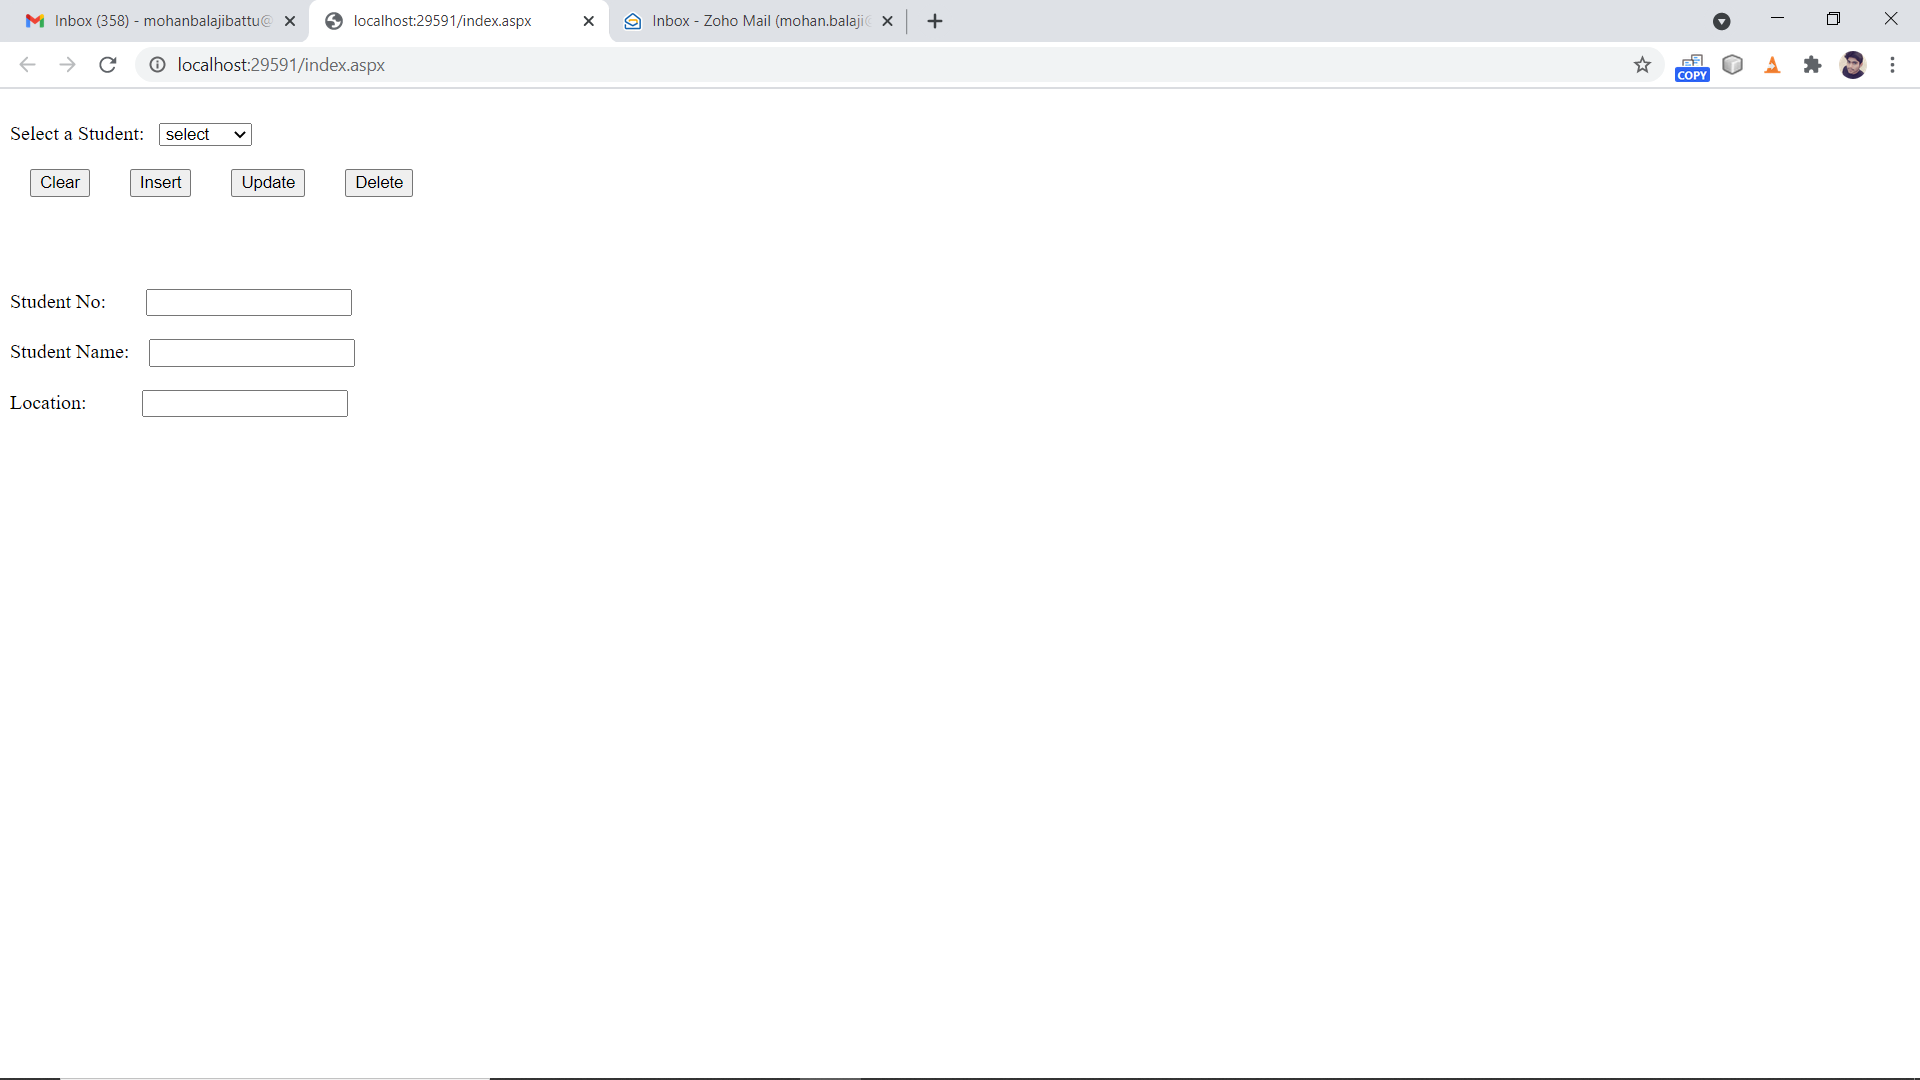 Inbox (358) - mohanbalajibattu@
localhost:29591/index.aspx
Inbox - Zoho Mail (mohan.balaji@
localhost:29591/index.aspx
COPY
Select a Student: select
Clear Insert Update Delete
Student No:
Student Name:
Location: